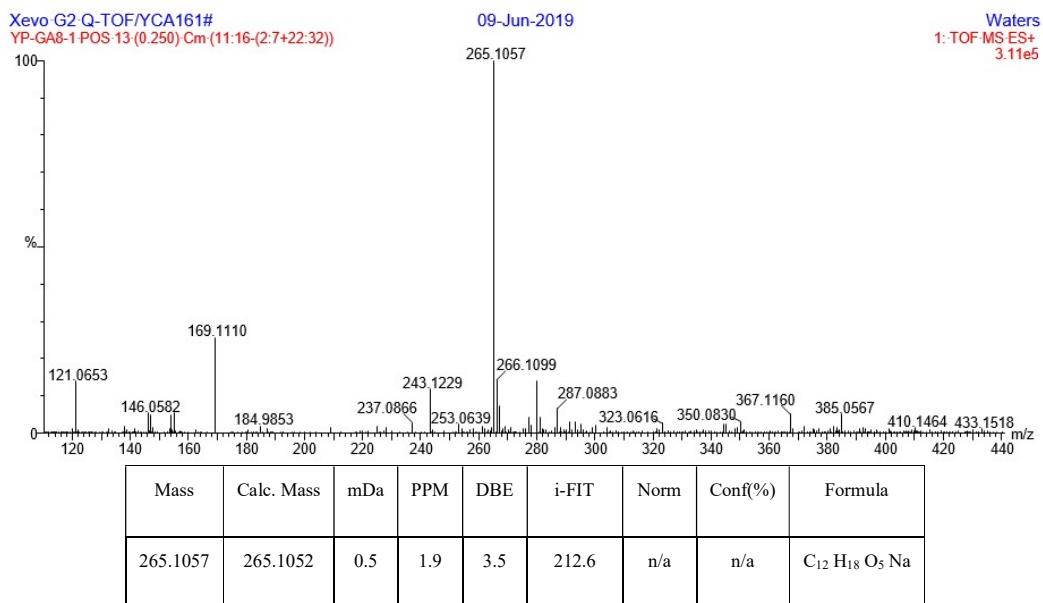 Xevo G2 Q-TOF/YCA161# 09-Jun-2019 Waters
YP-GA8-1 POS 13 (0.250) Cm (11:16-(2:7+22:32)) 1: TOF MS ES+
3.11e5
100
%
0
265.1057
169.1110
121.0653
146.0582
184.9853
237.0866
243.1229
253.0639
266.1099
287.0883
323.0616
350.0830
367.1160
385.0567
410.1464
433.1518
m/z
120 140 160 180 200 220 240 260 280 300 320 340 360 380 400 420 440
Mass Calc. Mass mDa PPM DBE i-FIT Norm Conf(%) Formula
265.1057 265.1052 0.5 1.9 3.5 212.6 n/a n/a C₁₂ H₁₈ O₅ Na